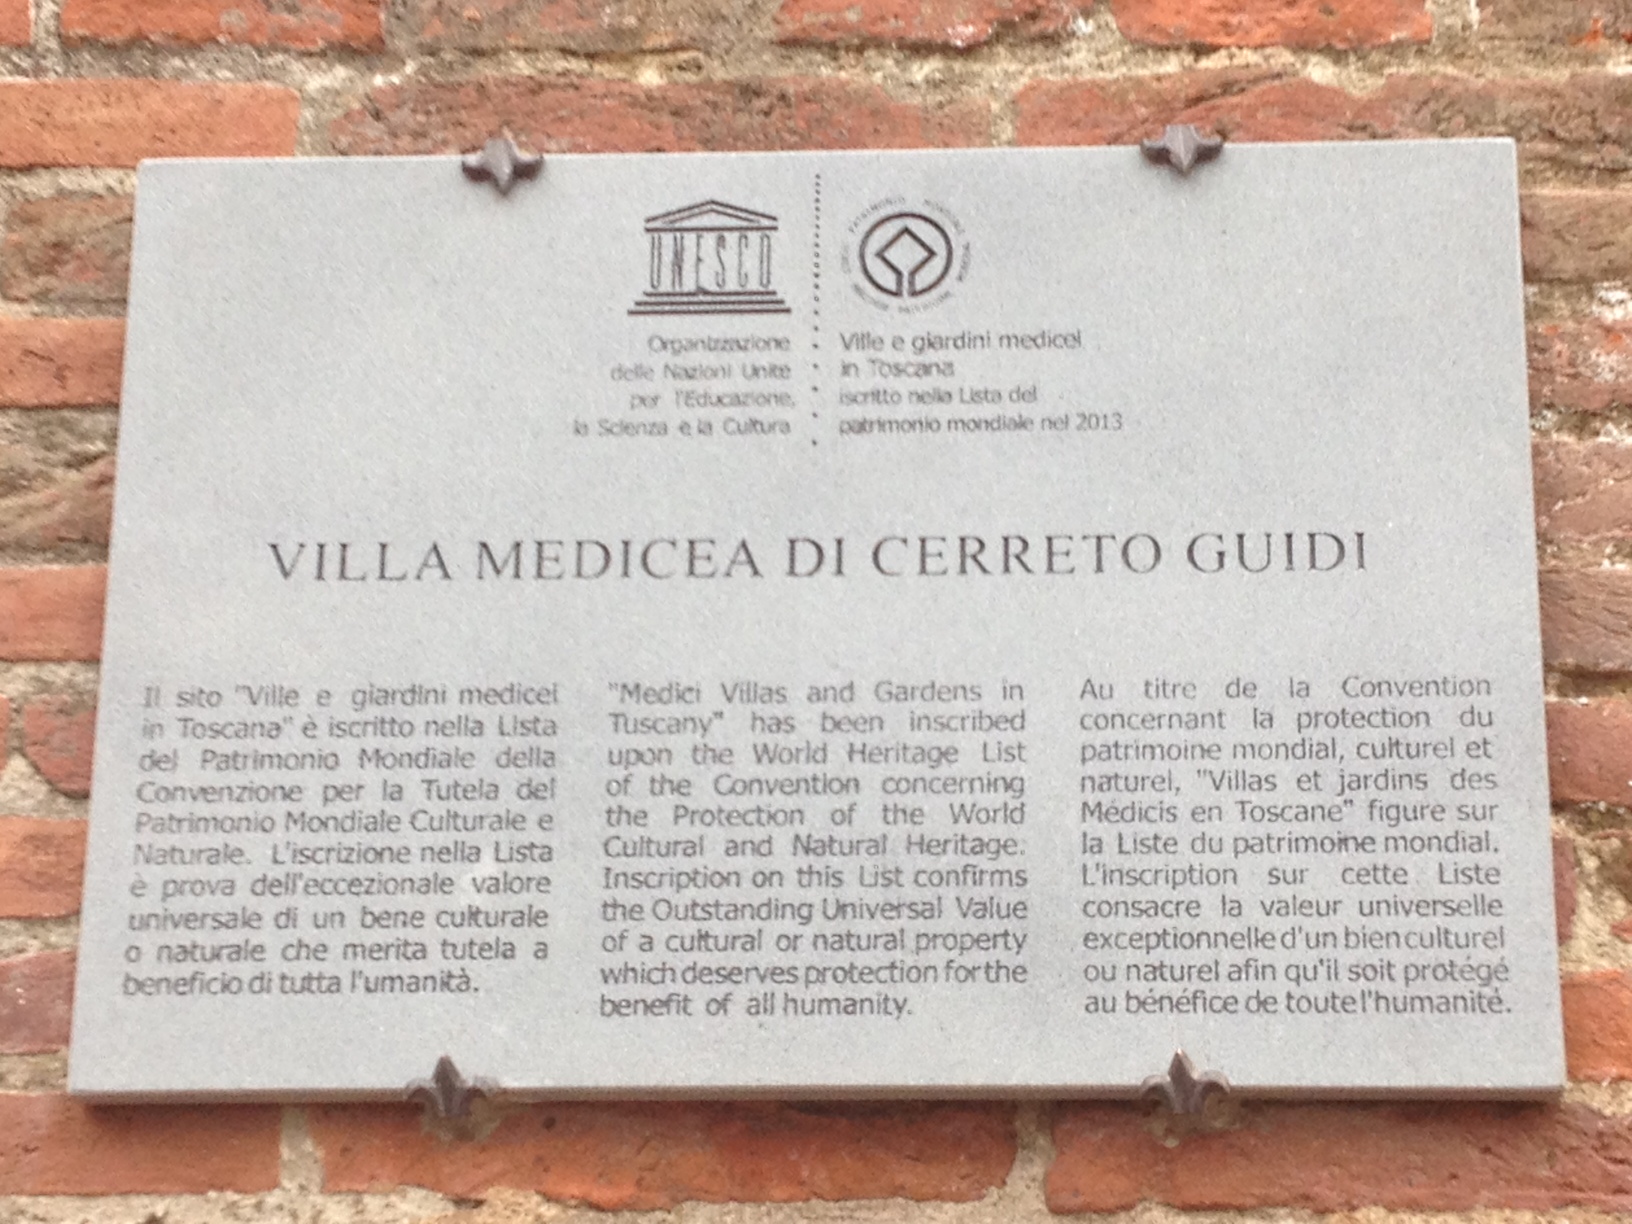 UNESCO
Organizzazione
delle Nazioni Unite
per l'Educazione,
la Scienza e la Cultura
PATRIMONIO MONDIAL
Ville e giardini medicei
in Toscana
iscritto nella Lista del
patrimonio mondiale nel 2013
VILLA MEDICEA DI CERRETO GUIDI
Il sito "Ville e giardini medicei
in Toscana" è iscritto nella Lista
del Patrimonio Mondiale della
Convenzione per la Tutela del
Patrimonio Mondiale Culturale e
Naturale. L'iscrizione nella Lista
è prova dell'eccezionale valore
universale di un bene culturale
o naturale che merita tutela a
beneficio di tutta l'umanità.
"Medici Villas and Gardens in
Tuscany" has been inscribed
upon the World Heritage List
of the Convention concerning
the Protection of the World
Cultural and Natural Heritage.
Inscription on this List confirms
the Outstanding Universal Value
of a cultural or natural property
which deserves protection for the
benefit of all humanity.
Au titre de la Convention
concernant la protection du
patrimoine mondial, culturel et
naturel, "Villas et jardins des
Médicis en Toscane" figure sur
la Liste du patrimoine mondial.
L'inscription sur cette Liste
consacre la valeur universelle
exceptionnelle d'un bien culturel
ou naturel afin qu'il soit protégé
au bénéfice de toute l'humanité.